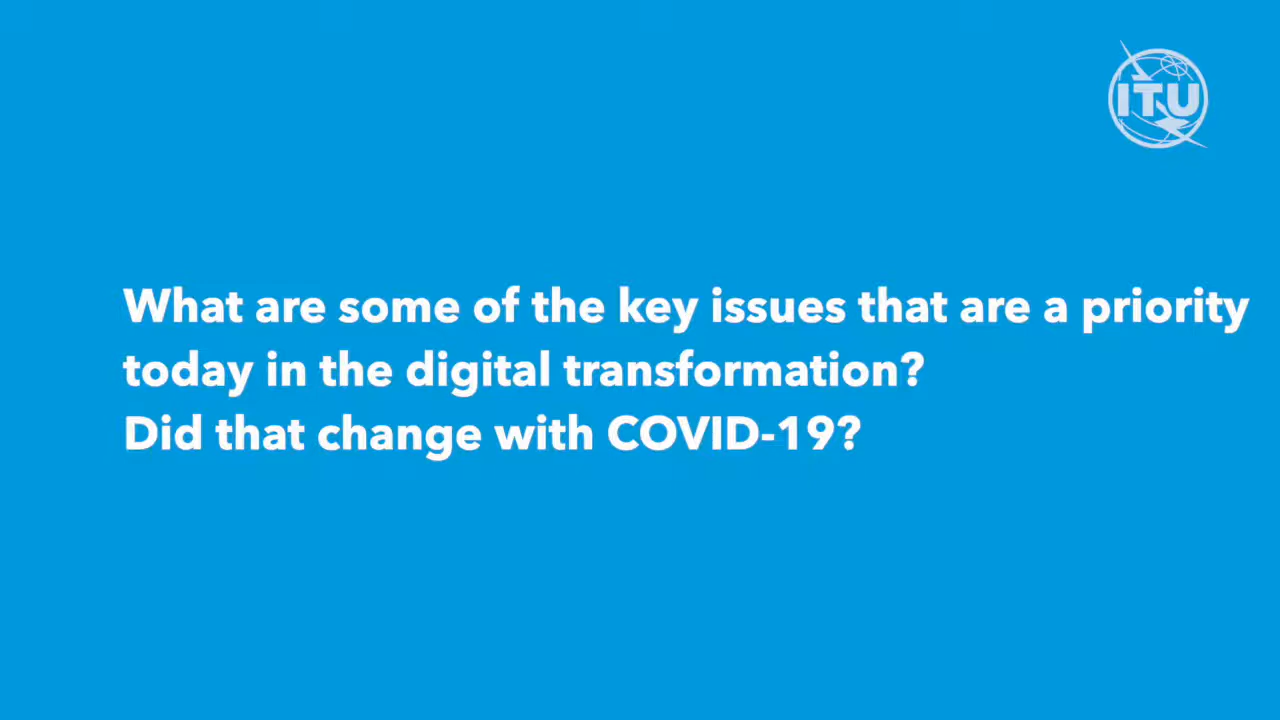 ITU
What are some of the key issues that are a priority
today in the digital transformation?
Did that change with COVID-19?